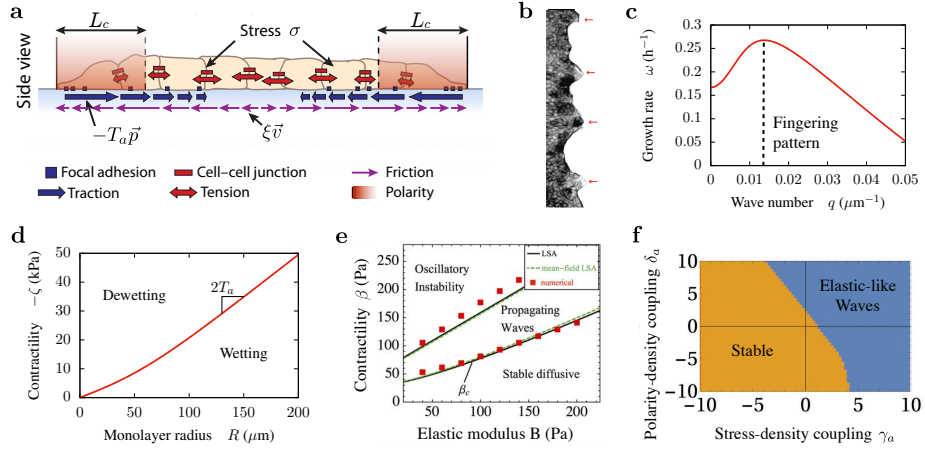 a
Side view
L_c
Stress σ
L_c
−T_a p⃗
ξv⃗
Focal adhesion
Cell–cell junction
Friction
Traction
Tension
Polarity
b
c
Growth rate ω (h⁻¹)
0.3
0.25
0.2
0.15
0.1
0.05
0
Fingering
pattern
0 0.01 0.02 0.03 0.04 0.05
Wave number q (μm⁻¹)
d
Contractility −ζ (kPa)
50
40
30
20
10
0
2T_a
Dewetting
Wetting
0 50 100 150 200
Monolayer radius R (μm)
e
Contractility β (Pa)
250
200
150
100
50
0
LSA
mean-field LSA
numerical
Oscillatory
Instability
Propagating
Waves
Stable diffusive
β_c
50 100 150 200
Elastic modulus B (Pa)
f
Polarity-density coupling δ_a
10
5
0
−5
−10
Elastic-like
Waves
Stable
−10 −5 0 5 10
Stress-density coupling γ_a